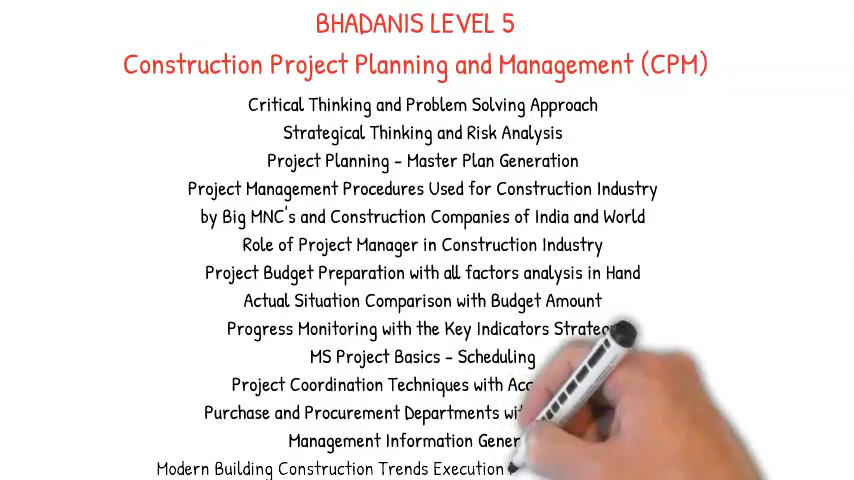 BHADANIS LEVEL 5
Construction Project Planning and Management (CPM)
Critical Thinking and Problem Solving Approach
Strategical Thinking and Risk Analysis
Project Planning - Master Plan Generation
Project Management Procedures Used for Construction Industry
by Big MNC's and Construction Companies of India and World
Role of Project Manager in Construction Industry
Project Budget Preparation with all factors analysis in Hand
Actual Situation Comparison with Budget Amount
Progress Monitoring with the Key Indicators
MS Project Basics - Scheduling
Project Coordination Techniques with
Purchase and Procurement Departments
Management Information
Modern Building Construction Trends Execution